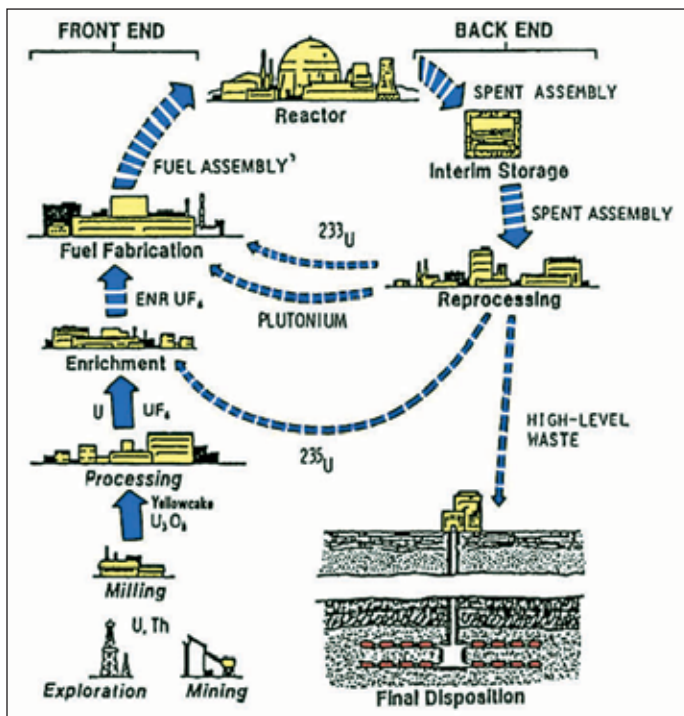 FRONT END
BACK END
Reactor
SPENT ASSEMBLY
Interim Storage
FUEL ASSEMBLY
SPENT ASSEMBLY
Fuel Fabrication
233U
PLUTONIUM
Reprocessing
ENR UF6
Enrichment
U UF6
235U
HIGH-LEVEL
WASTE
Processing
Yellowcake
U3O8
Milling
U, Th
Exploration
Mining
Final Disposition